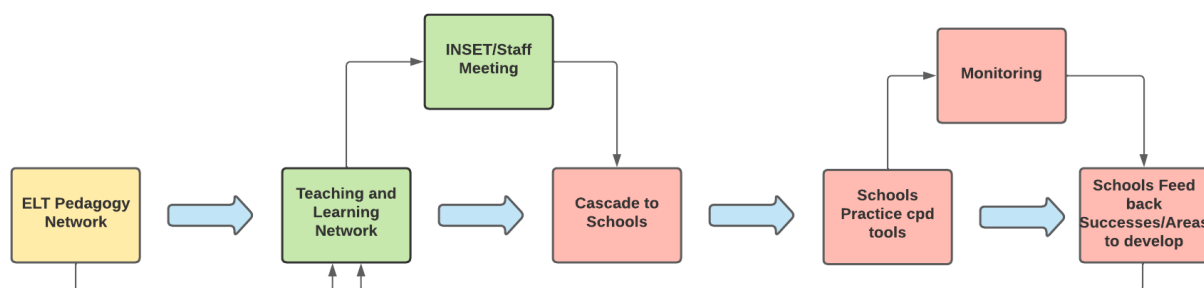 INSET/Staff
Meeting
Monitoring
ELT Pedagogy
Network
Teaching and
Learning
Network
Cascade to
Schools
Schools
Practice cpd
tools
Schools Feed
back
Successes/Areas
to develop